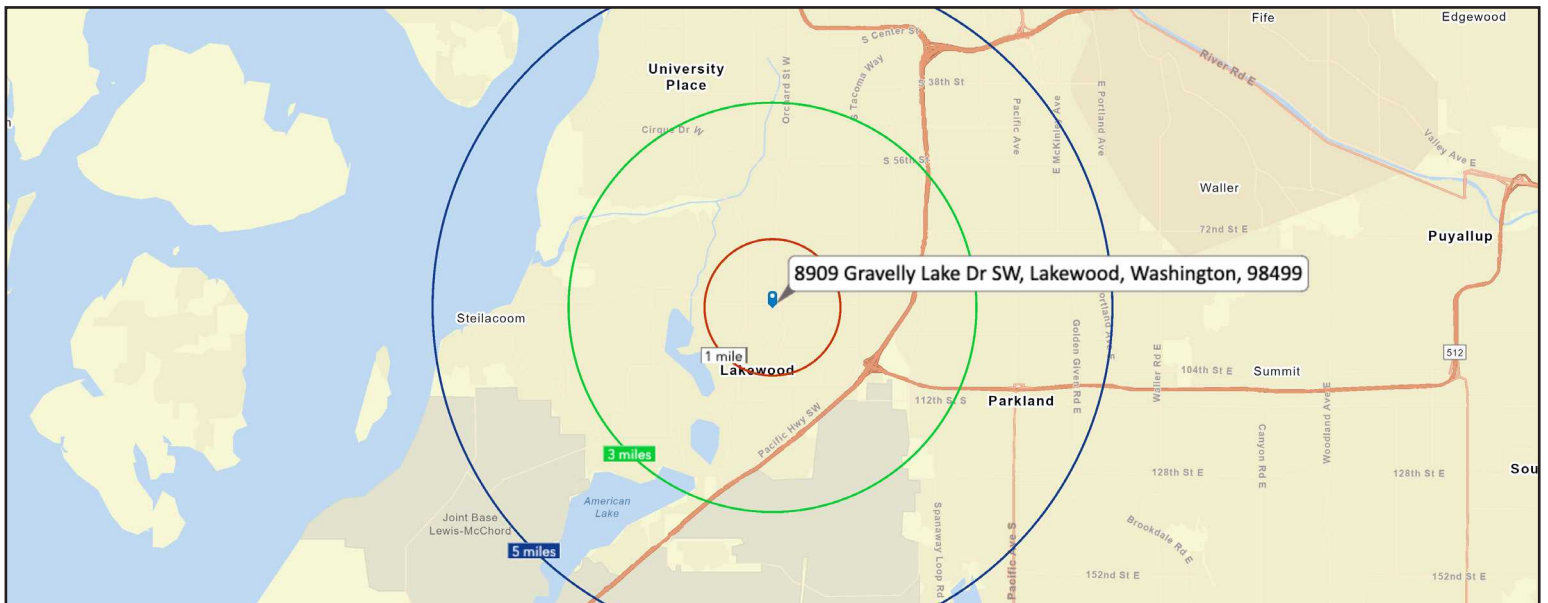 Fife
Edgewood
S Center St
River Rd E
University
Place
Orchard St W
S Tacoma Way
S 38th St
Pacific Ave
E McKinley Ave
E Portland Ave
Cirque Dr W
Valley Ave E
S 56th St
Waller
72nd St E
Puyallup
8909 Gravelly Lake Dr SW, Lakewood, Washington, 98499
Steilacoom
Golden Given Rd E
Waller Rd E
512
1 mile
Lakewood
104th St E
Summit
112th St S
Parkland
Woodland Ave E
Pacific Hwy SW
Canyon Rd E
3 miles
128th St E
128th St E
Sou
American
Lake
Joint Base
Lewis-McChord
Spanaway Loop Rd
Pacific Ave S
Brookdale Rd E
5 miles
152nd St E
152nd St E